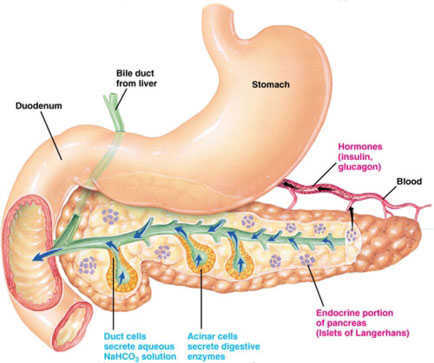 Bile duct
from liver
Stomach
Duodenum
Hormones
(insulin,
glucagon)
Blood
Duct cells
secrete aqueous
NaHCO₃ solution
Acinar cells
secrete digestive
enzymes
Endocrine portion
of pancreas
(Islets of Langerhans)